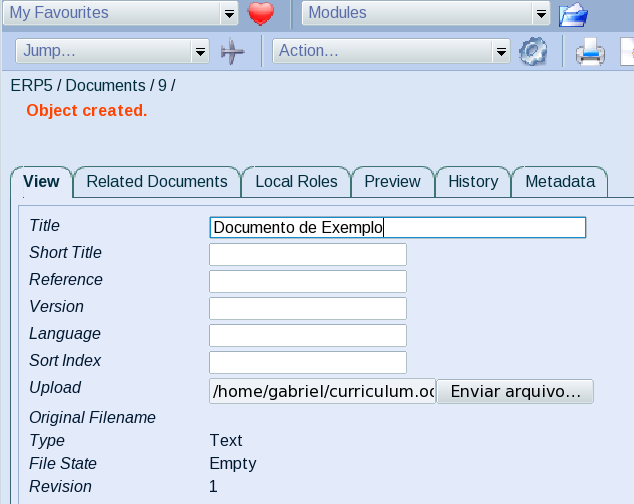 My Favourites Modules
Jump... Action...
ERP5 / Documents / 9 /
Object created.
View Related Documents Local Roles Preview History Metadata
Title Documento de Exemplo
Short Title
Reference
Version
Language
Sort Index
Upload /home/gabriel/curriculum.oc Enviar arquivo...
Original Filename
Type Text
File State Empty
Revision 1